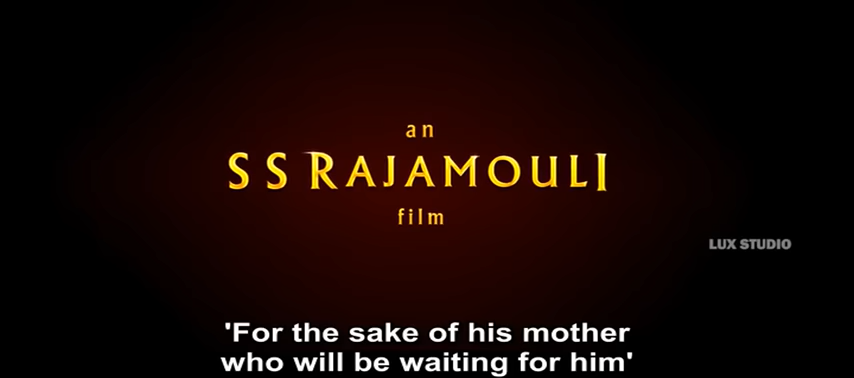 an
S S RAJAMOULI
film
LUX STUDIO
'For the sake of his mother
who will be waiting for him'